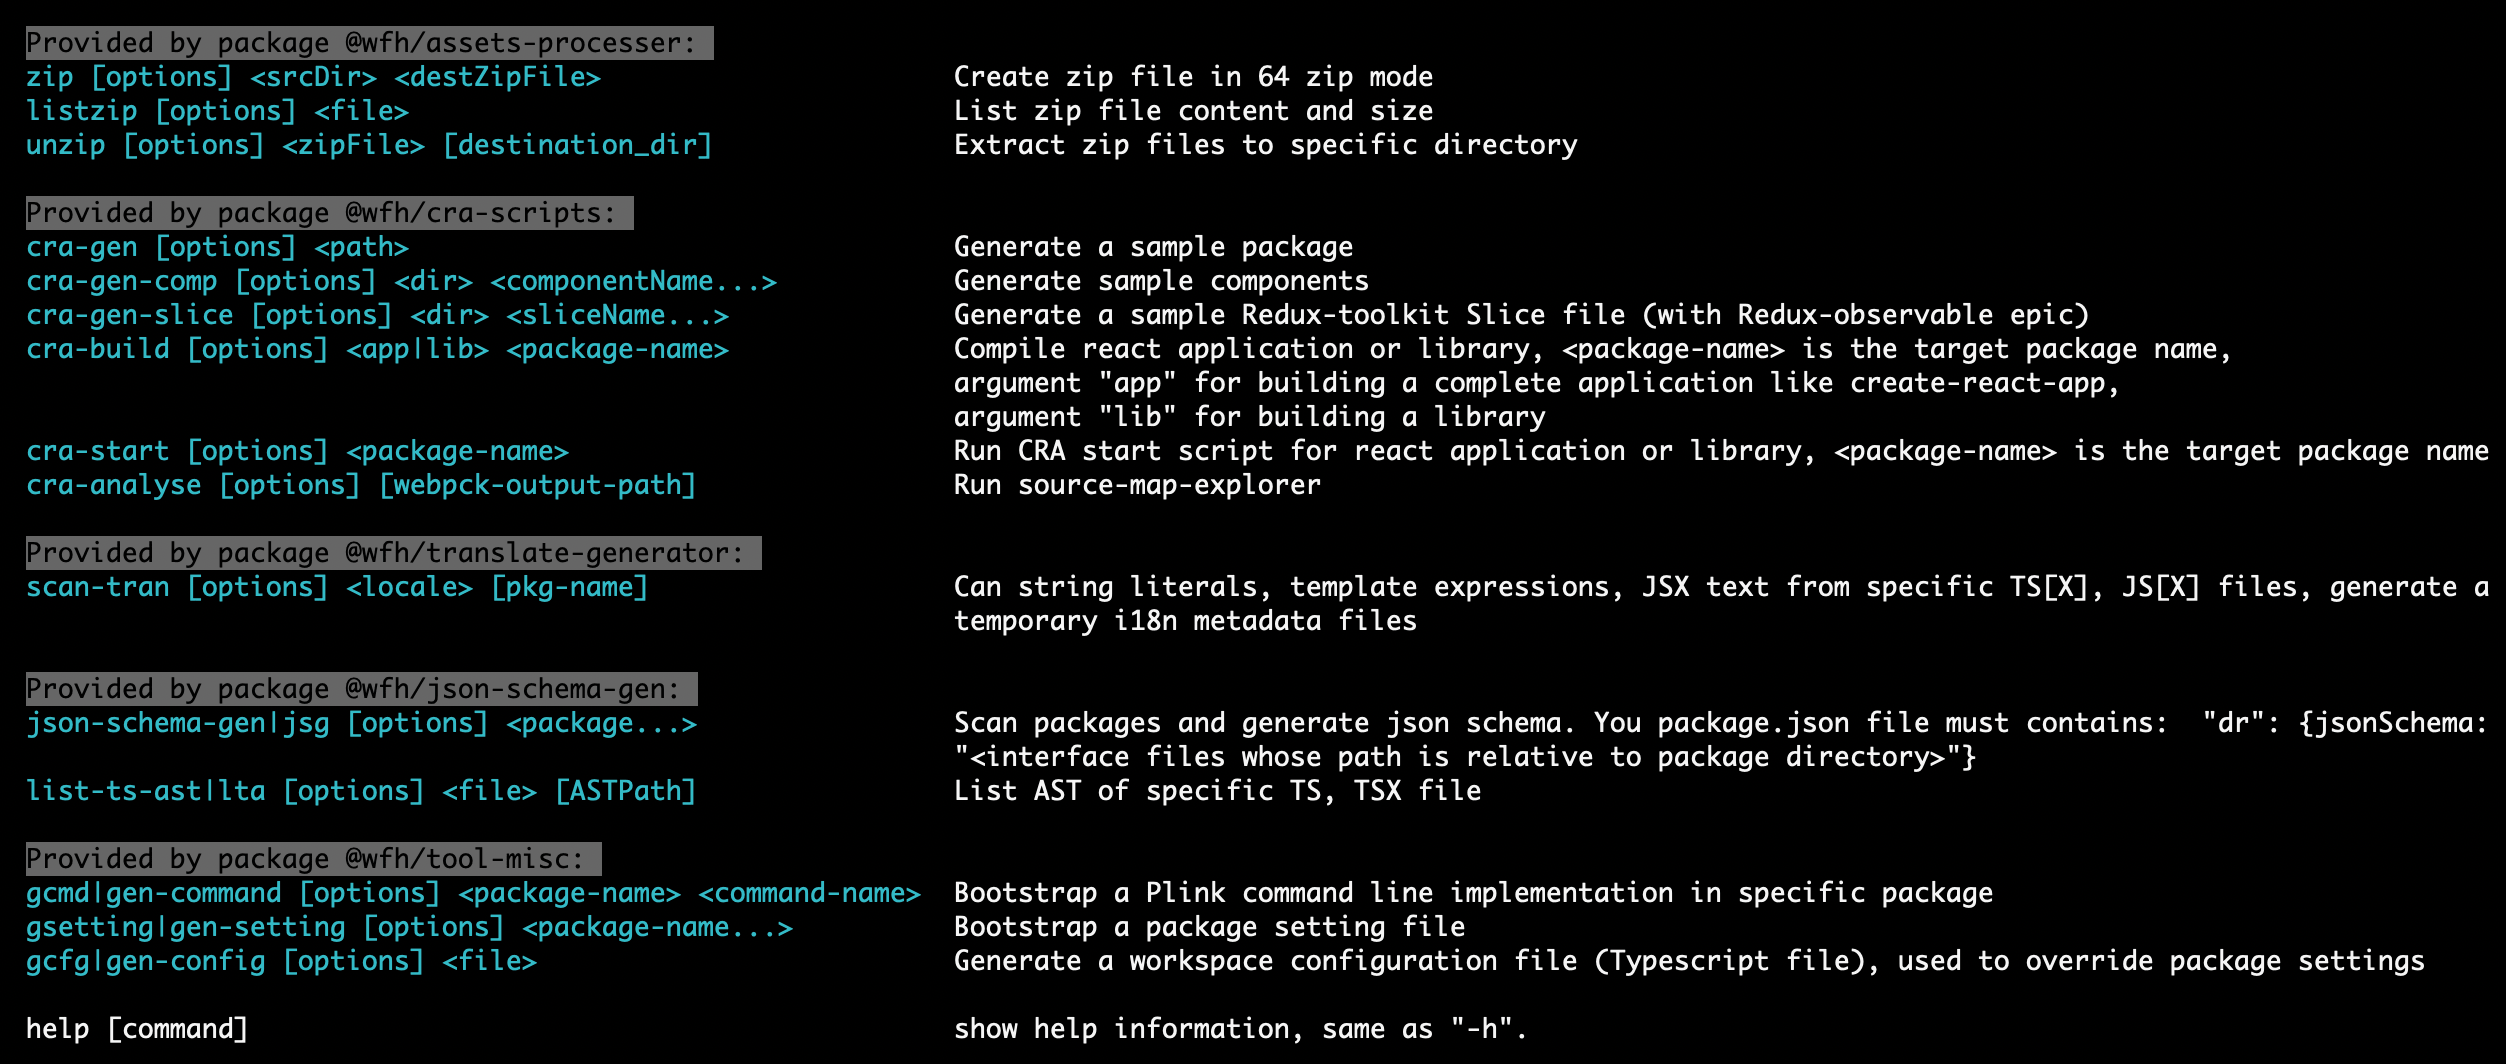 Provided by package @wfh/assets-processer:
zip [options] <srcDir> <destZipFile> Create zip file in 64 zip mode
listzip [options] <file> List zip file content and size
unzip [options] <zipFile> [destination_dir] Extract zip files to specific directory
Provided by package @wfh/cra-scripts:
cra-gen [options] <path> Generate a sample package
cra-gen-comp [options] <dir> <componentName...> Generate sample components
cra-gen-slice [options] <dir> <sliceName...> Generate a sample Redux-toolkit Slice file (with Redux-observable epic)
cra-build [options] <app|lib> <package-name> Compile react application or library, <package-name> is the target package name,
argument "app" for building a complete application like create-react-app,
argument "lib" for building a library
cra-start [options] <package-name> Run CRA start script for react application or library, <package-name> is the target package name
cra-analyse [options] [webpck-output-path] Run source-map-explorer
Provided by package @wfh/translate-generator:
scan-tran [options] <locale> [pkg-name] Can string literals, template expressions, JSX text from specific TS[X], JS[X] files, generate a
temporary i18n metadata files
Provided by package @wfh/json-schema-gen:
json-schema-gen|jsg [options] <package...> Scan packages and generate json schema. You package.json file must contains:  "dr": {jsonSchema:
"<interface files whose path is relative to package directory>"}
list-ts-ast|lta [options] <file> [ASTPath] List AST of specific TS, TSX file
Provided by package @wfh/tool-misc:
gcmd|gen-command [options] <package-name> <command-name> Bootstrap a Plink command line implementation in specific package
gsetting|gen-setting [options] <package-name...> Bootstrap a package setting file
gcfg|gen-config [options] <file> Generate a workspace configuration file (Typescript file), used to override package settings
help [command] show help information, same as "-h".